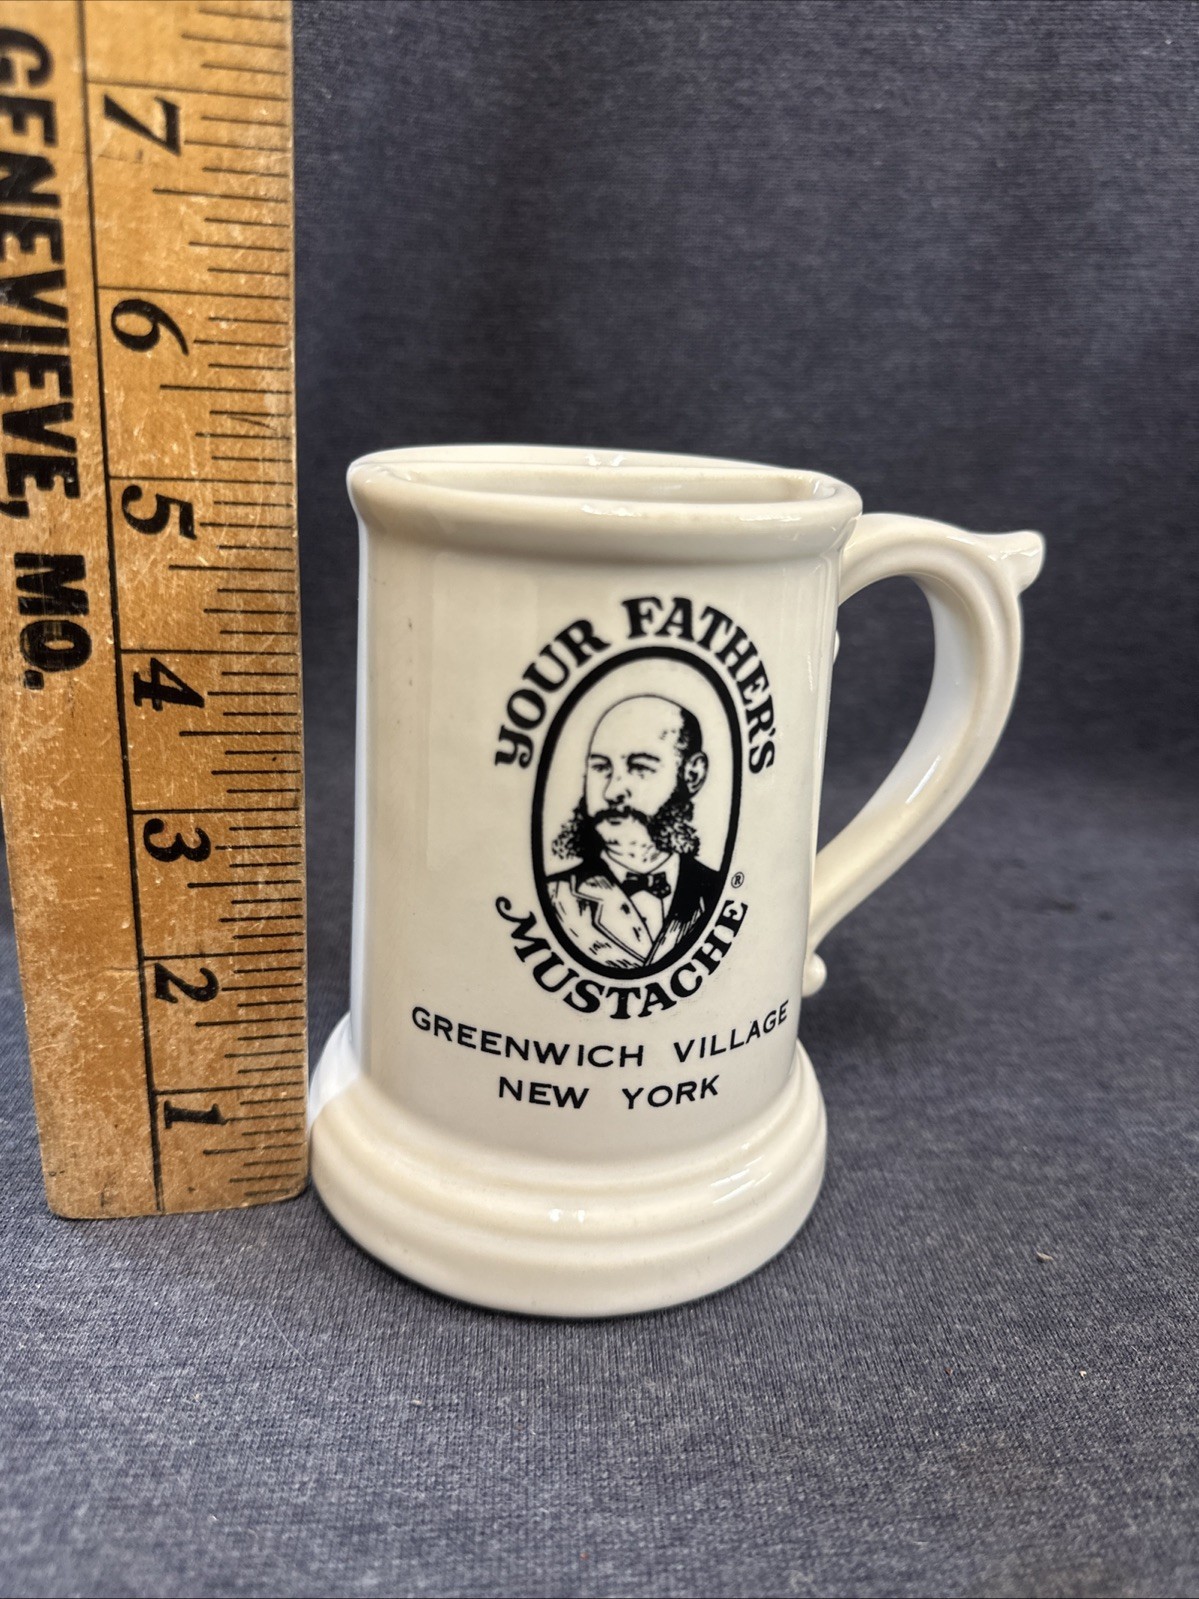 GENEVIEVE, MO.
7
6
5
4
3
2
1
YOUR FATHER'S
MUSTACHE ®
GREENWICH VILLAGE
NEW YORK